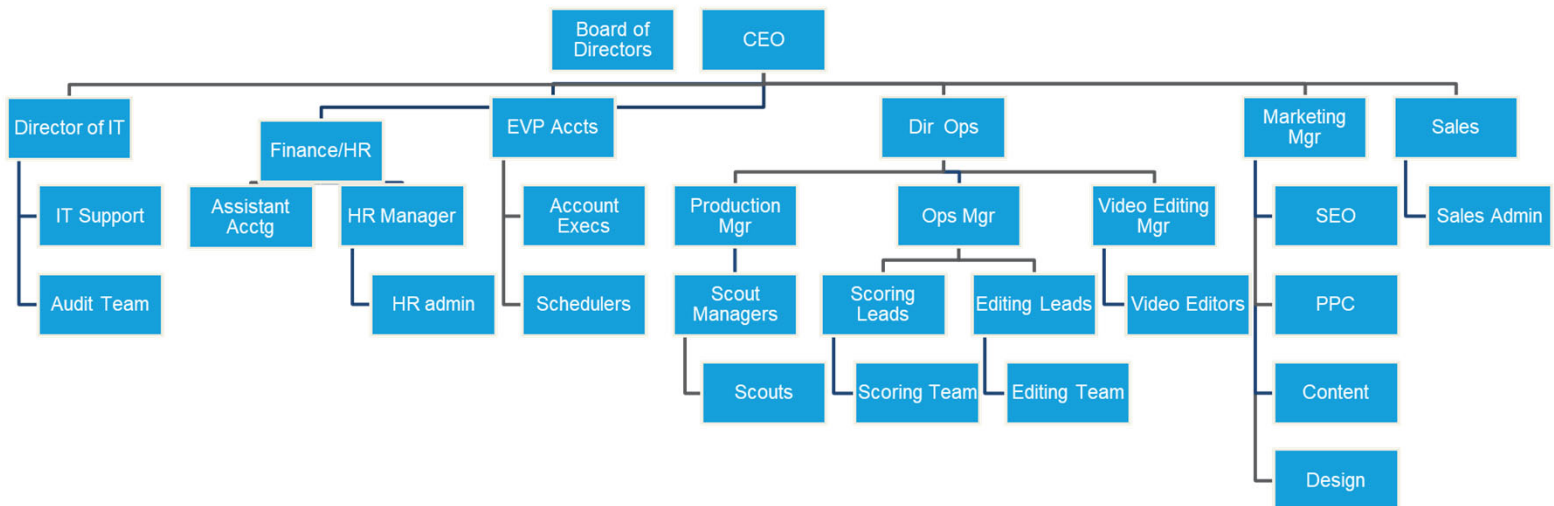 Board of
Directors
CEO
Director of IT
Finance/HR
EVP Accts
Dir Ops
Marketing
Mgr
Sales
IT Support
Assistant
Acctg
HR Manager
Account
Execs
Production
Mgr
Ops Mgr
Video Editing
Mgr
SEO
Sales Admin
Audit Team
HR admin
Schedulers
Scout
Managers
Scoring
Leads
Editing Leads
Video Editors
PPC
Scouts
Scoring Team
Editing Team
Content
Design